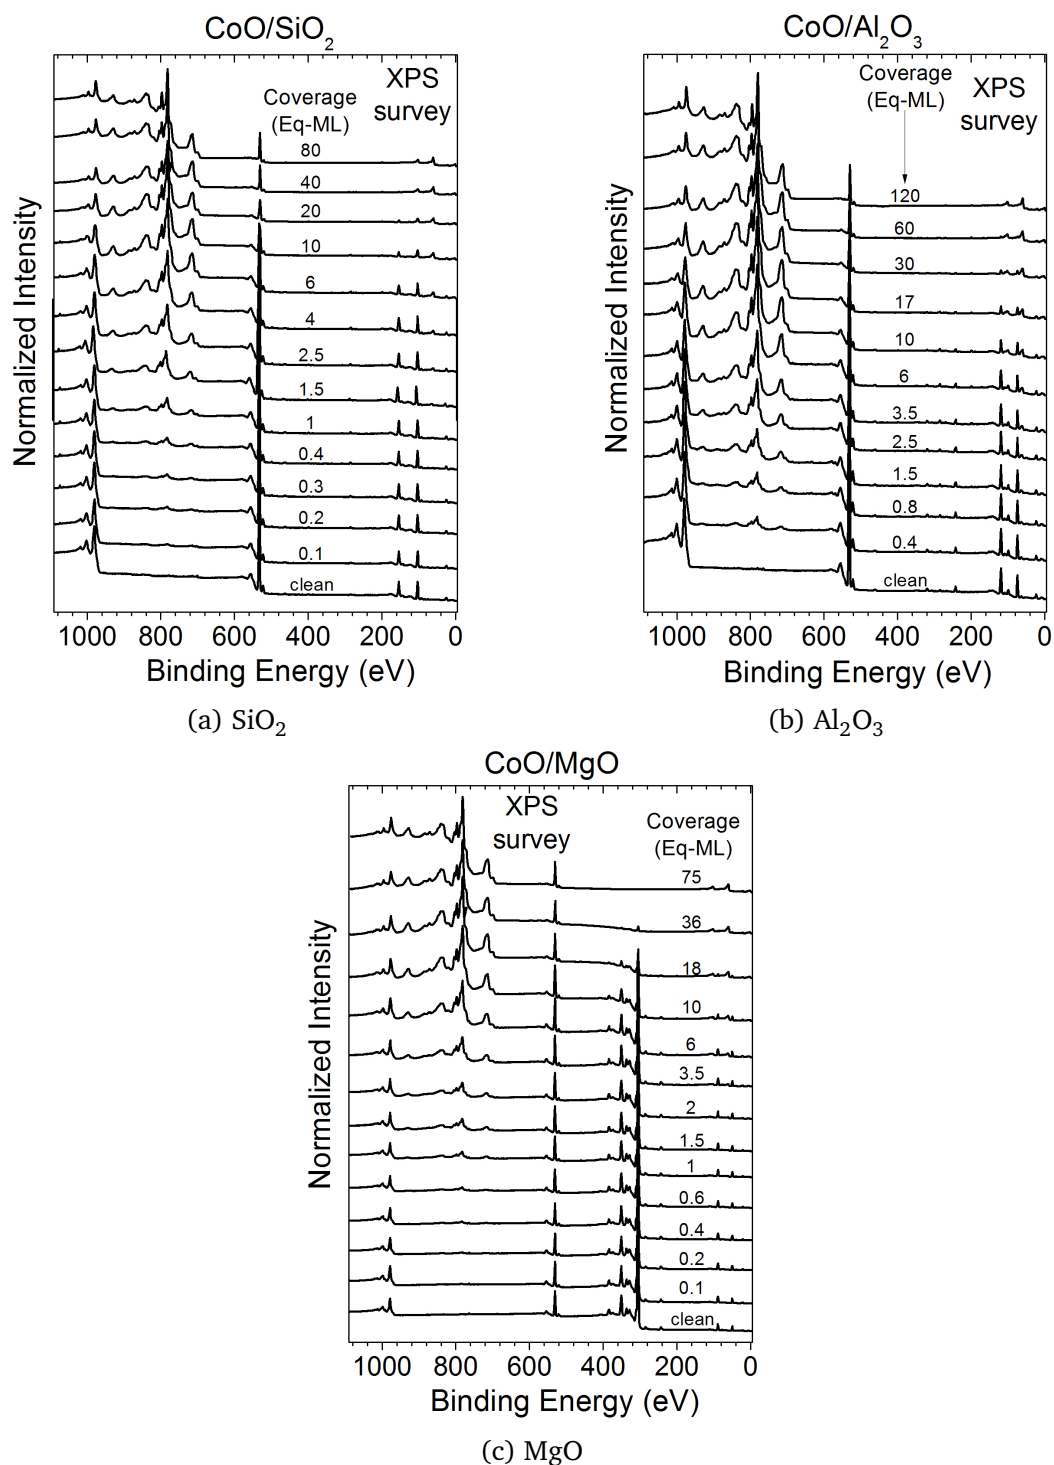 CoO/SiO₂
XPS
survey
Coverage
(Eq-ML)
80
40
20
10
6
4
2.5
1.5
1
0.4
0.3
0.2
0.1
clean
Normalized Intensity
1000 800 600 400 200 0
Binding Energy (eV)
(a) SiO₂
CoO/Al₂O₃
Coverage
(Eq-ML)
XPS
survey
120
60
30
17
10
6
3.5
2.5
1.5
0.8
0.4
clean
Normalized Intensity
1000 800 600 400 200 0
Binding Energy (eV)
(b) Al₂O₃
CoO/MgO
XPS
survey
Coverage
(Eq-ML)
75
36
18
10
6
3.5
2
1.5
1
0.6
0.4
0.2
0.1
clean
Normalized Intensity
1000 800 600 400 200 0
Binding Energy (eV)
(c) MgO